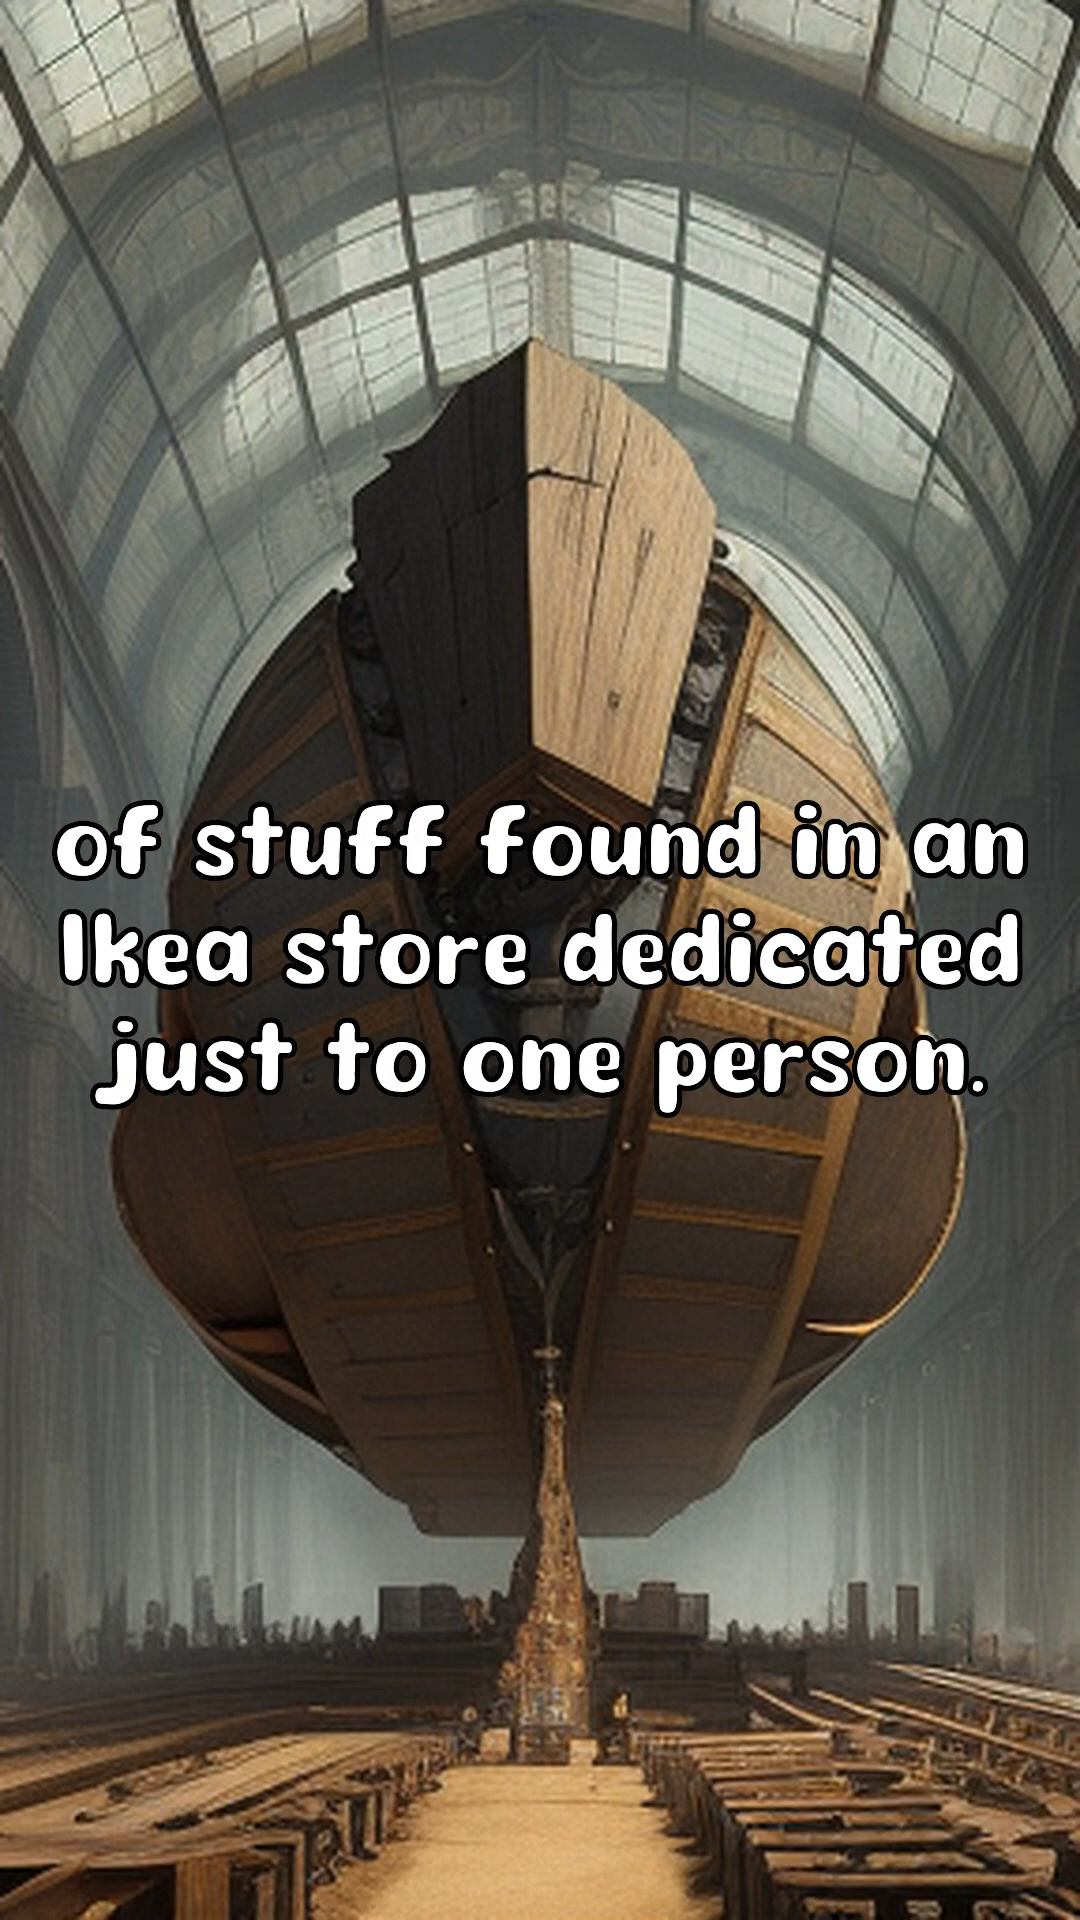 of stuff found in an
Ikea store dedicated
just to one person.